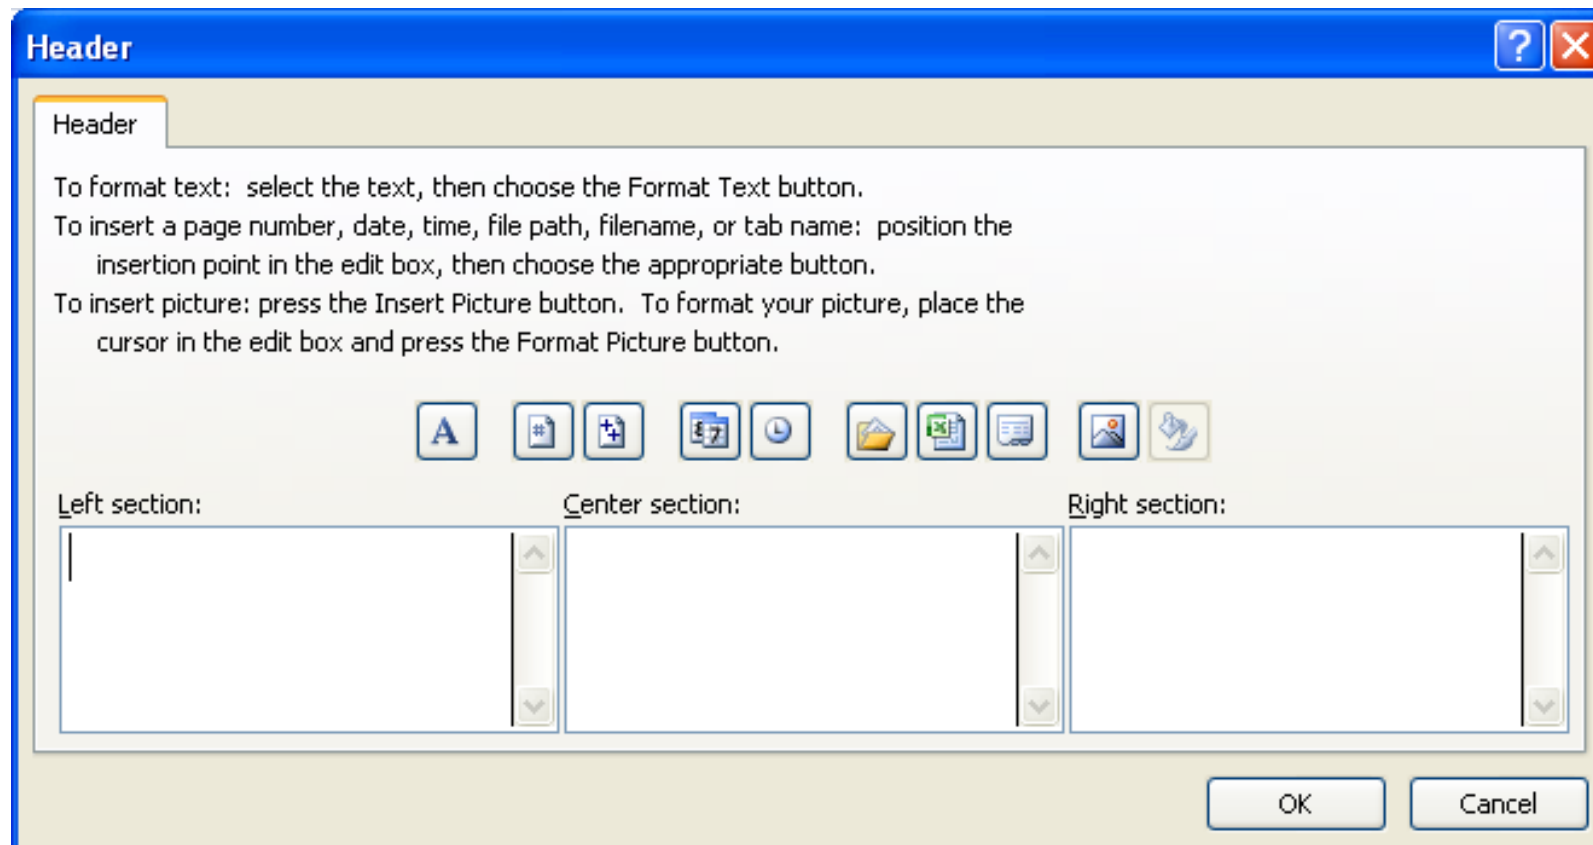 Header
Header
To format text:  select the text, then choose the Format Text button.
To insert a page number, date, time, file path, filename, or tab name:  position the
insertion point in the edit box, then choose the appropriate button.
To insert picture: press the Insert Picture button.  To format your picture, place the
cursor in the edit box and press the Format Picture button.
A
Left section: Center section: Right section:
OK Cancel